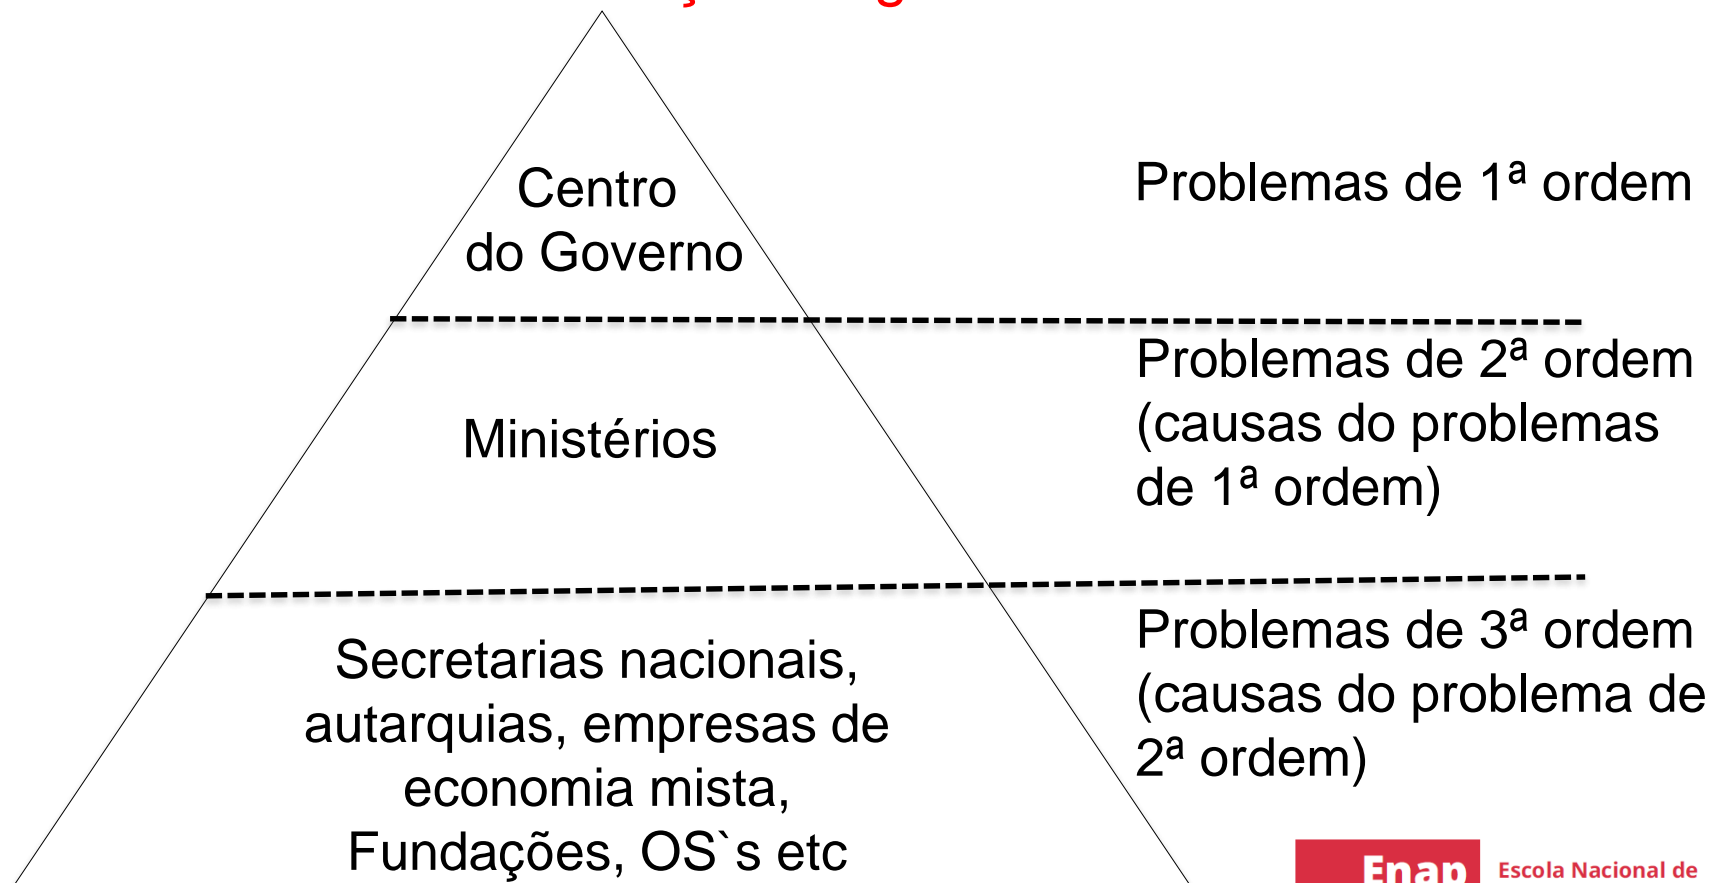 Centro
do Governo
Problemas de 1ª ordem
Ministérios
Problemas de 2ª ordem
(causas do problemas
de 1ª ordem)
Secretarias nacionais,
autarquias, empresas de
economia mista,
Fundações, OS`s etc
Problemas de 3ª ordem
(causas do problema de
2ª ordem)
Enap
Escola Nacional de